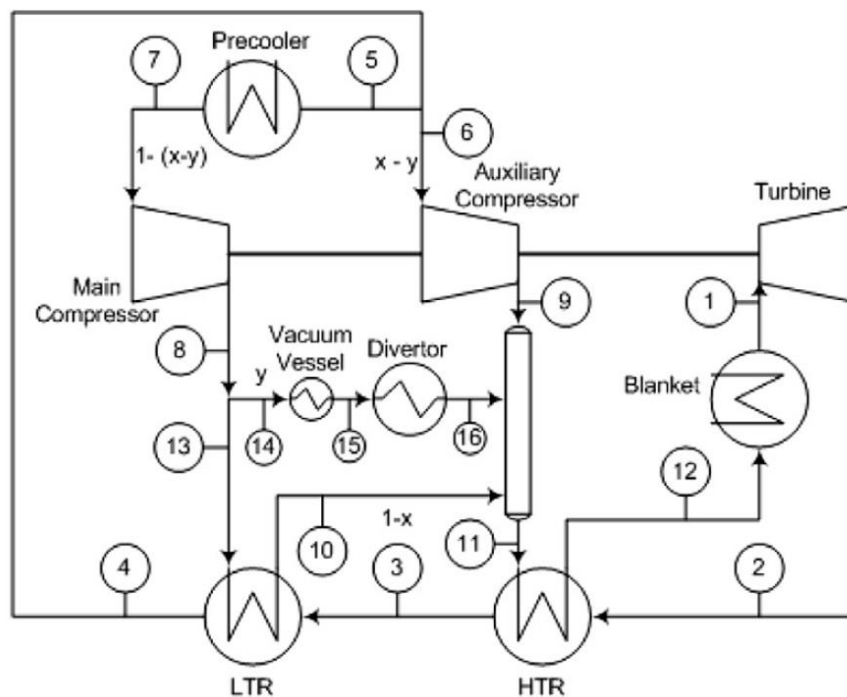 Precooler
7
5
6
1- (x-y)
x - y
Auxiliary
Compressor
Turbine
Main
Compressor
9
1
8
Vacuum
Vessel
Divertor
y
Blanket
13
14
15
16
12
10
1-x
11
4
3
2
LTR
HTR